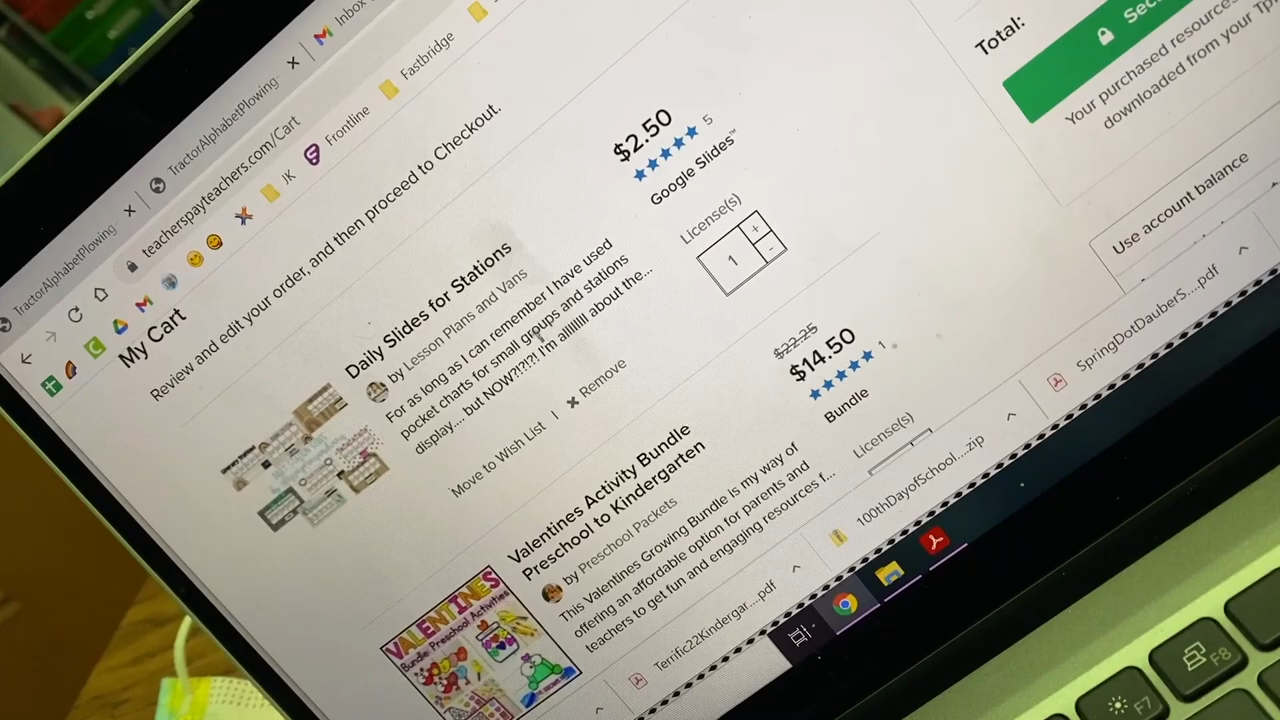 TractorAlphabetPlowing-
TractorAlphabetPlowing-
Inbox
teacherspayteachers.com/Cart
JK
Frontline
Fastbridge
My Cart
Review and edit your order, and then proceed to Checkout.
Daily Slides for Stations
by Lesson Plans and Vans
For as long as I can remember I have used
pocket charts for small groups and stations
display.... but NOW?!?!?! I'm allllllll about the...
Move to Wish List | Remove
$2.50
5
Google Slides™
License(s)
1
+
-
Valentines Activity Bundle
Preschool to Kindergarten
by Preschool Packets
This Valentines Growing Bundle is my way of
offering an affordable option for parents and
teachers to get fun and engaging resources f...
$22.25
$14.50
1
Bundle
License(s)
VALENTINES
Bundle Preschool Activities
Total:
Your purchased resources
downloaded from your Tp
Use account balance
Terrific22Kindergar....pdf
100thDayofSchool....zip
SpringDotDauberS....pdf
F7
F8